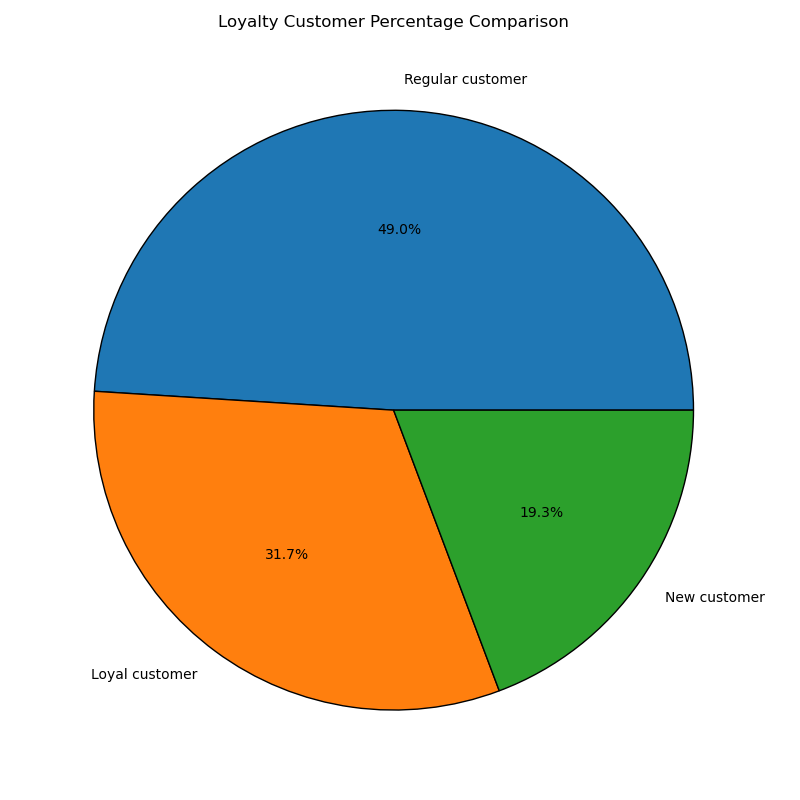 Loyalty Customer Percentage Comparison
Regular customer
49.0%
19.3%
31.7%
New customer
Loyal customer